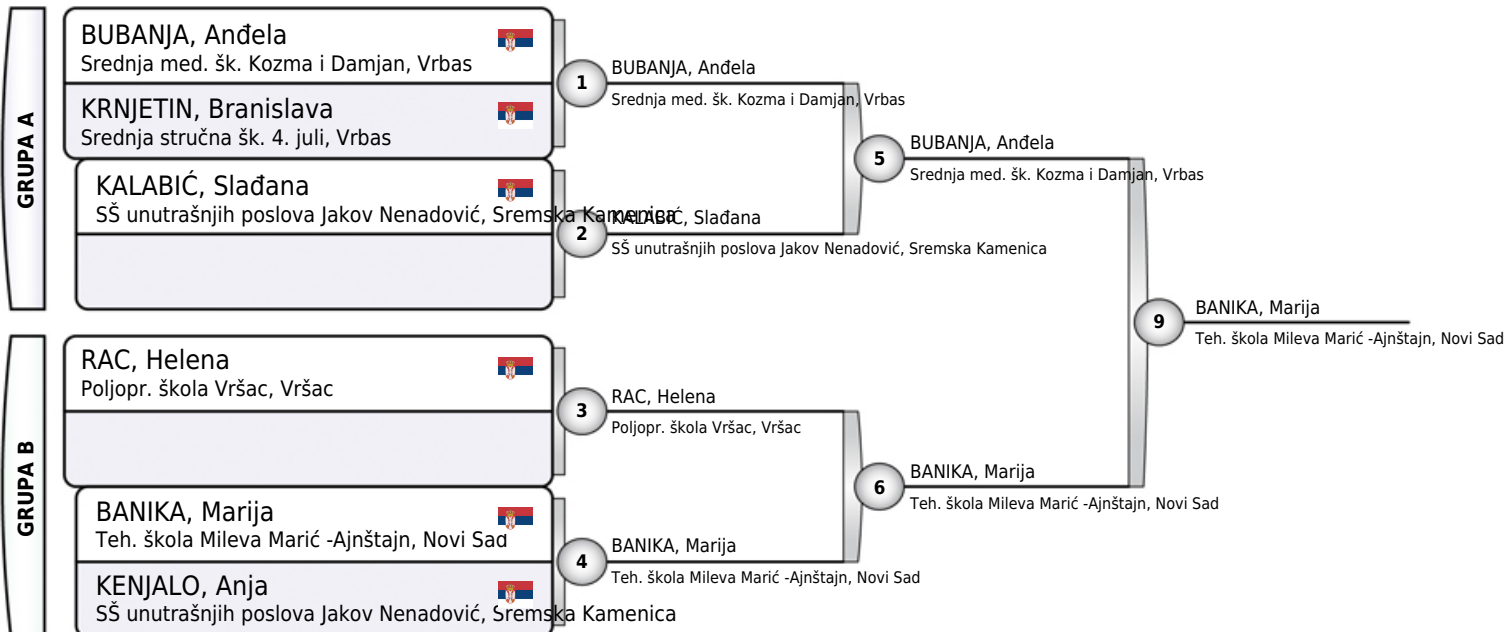 GRUPA A
BUBANJA, Anđela
Srednja med. šk. Kozma i Damjan, Vrbas
KRNJETIN, Branislava
Srednja stručna šk. 4. juli, Vrbas
KALABIĆ, Slađana
SŠ unutrašnjih poslova Jakov Nenadović, Sremska Kamenica
1
BUBANJA, Anđela
Srednja med. šk. Kozma i Damjan, Vrbas
2
KALABIĆ, Slađana
SŠ unutrašnjih poslova Jakov Nenadović, Sremska Kamenica
5
BUBANJA, Anđela
Srednja med. šk. Kozma i Damjan, Vrbas
GRUPA B
RAC, Helena
Poljopr. škola Vršac, Vršac
BANIKA, Marija
Teh. škola Mileva Marić -Ajnštajn, Novi Sad
KENJALO, Anja
SŠ unutrašnjih poslova Jakov Nenadović, Sremska Kamenica
3
RAC, Helena
Poljopr. škola Vršac, Vršac
4
BANIKA, Marija
Teh. škola Mileva Marić -Ajnštajn, Novi Sad
6
BANIKA, Marija
Teh. škola Mileva Marić -Ajnštajn, Novi Sad
9
BANIKA, Marija
Teh. škola Mileva Marić -Ajnštajn, Novi Sad